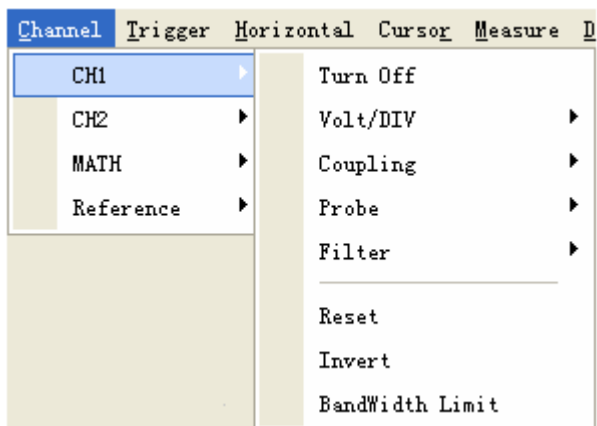 Channel Trigger Horizontal Cursor Measure D
CH1
CH2
MATH
Reference
Turn Off
Volt/DIV
Coupling
Probe
Filter
Reset
Invert
BandWidth Limit